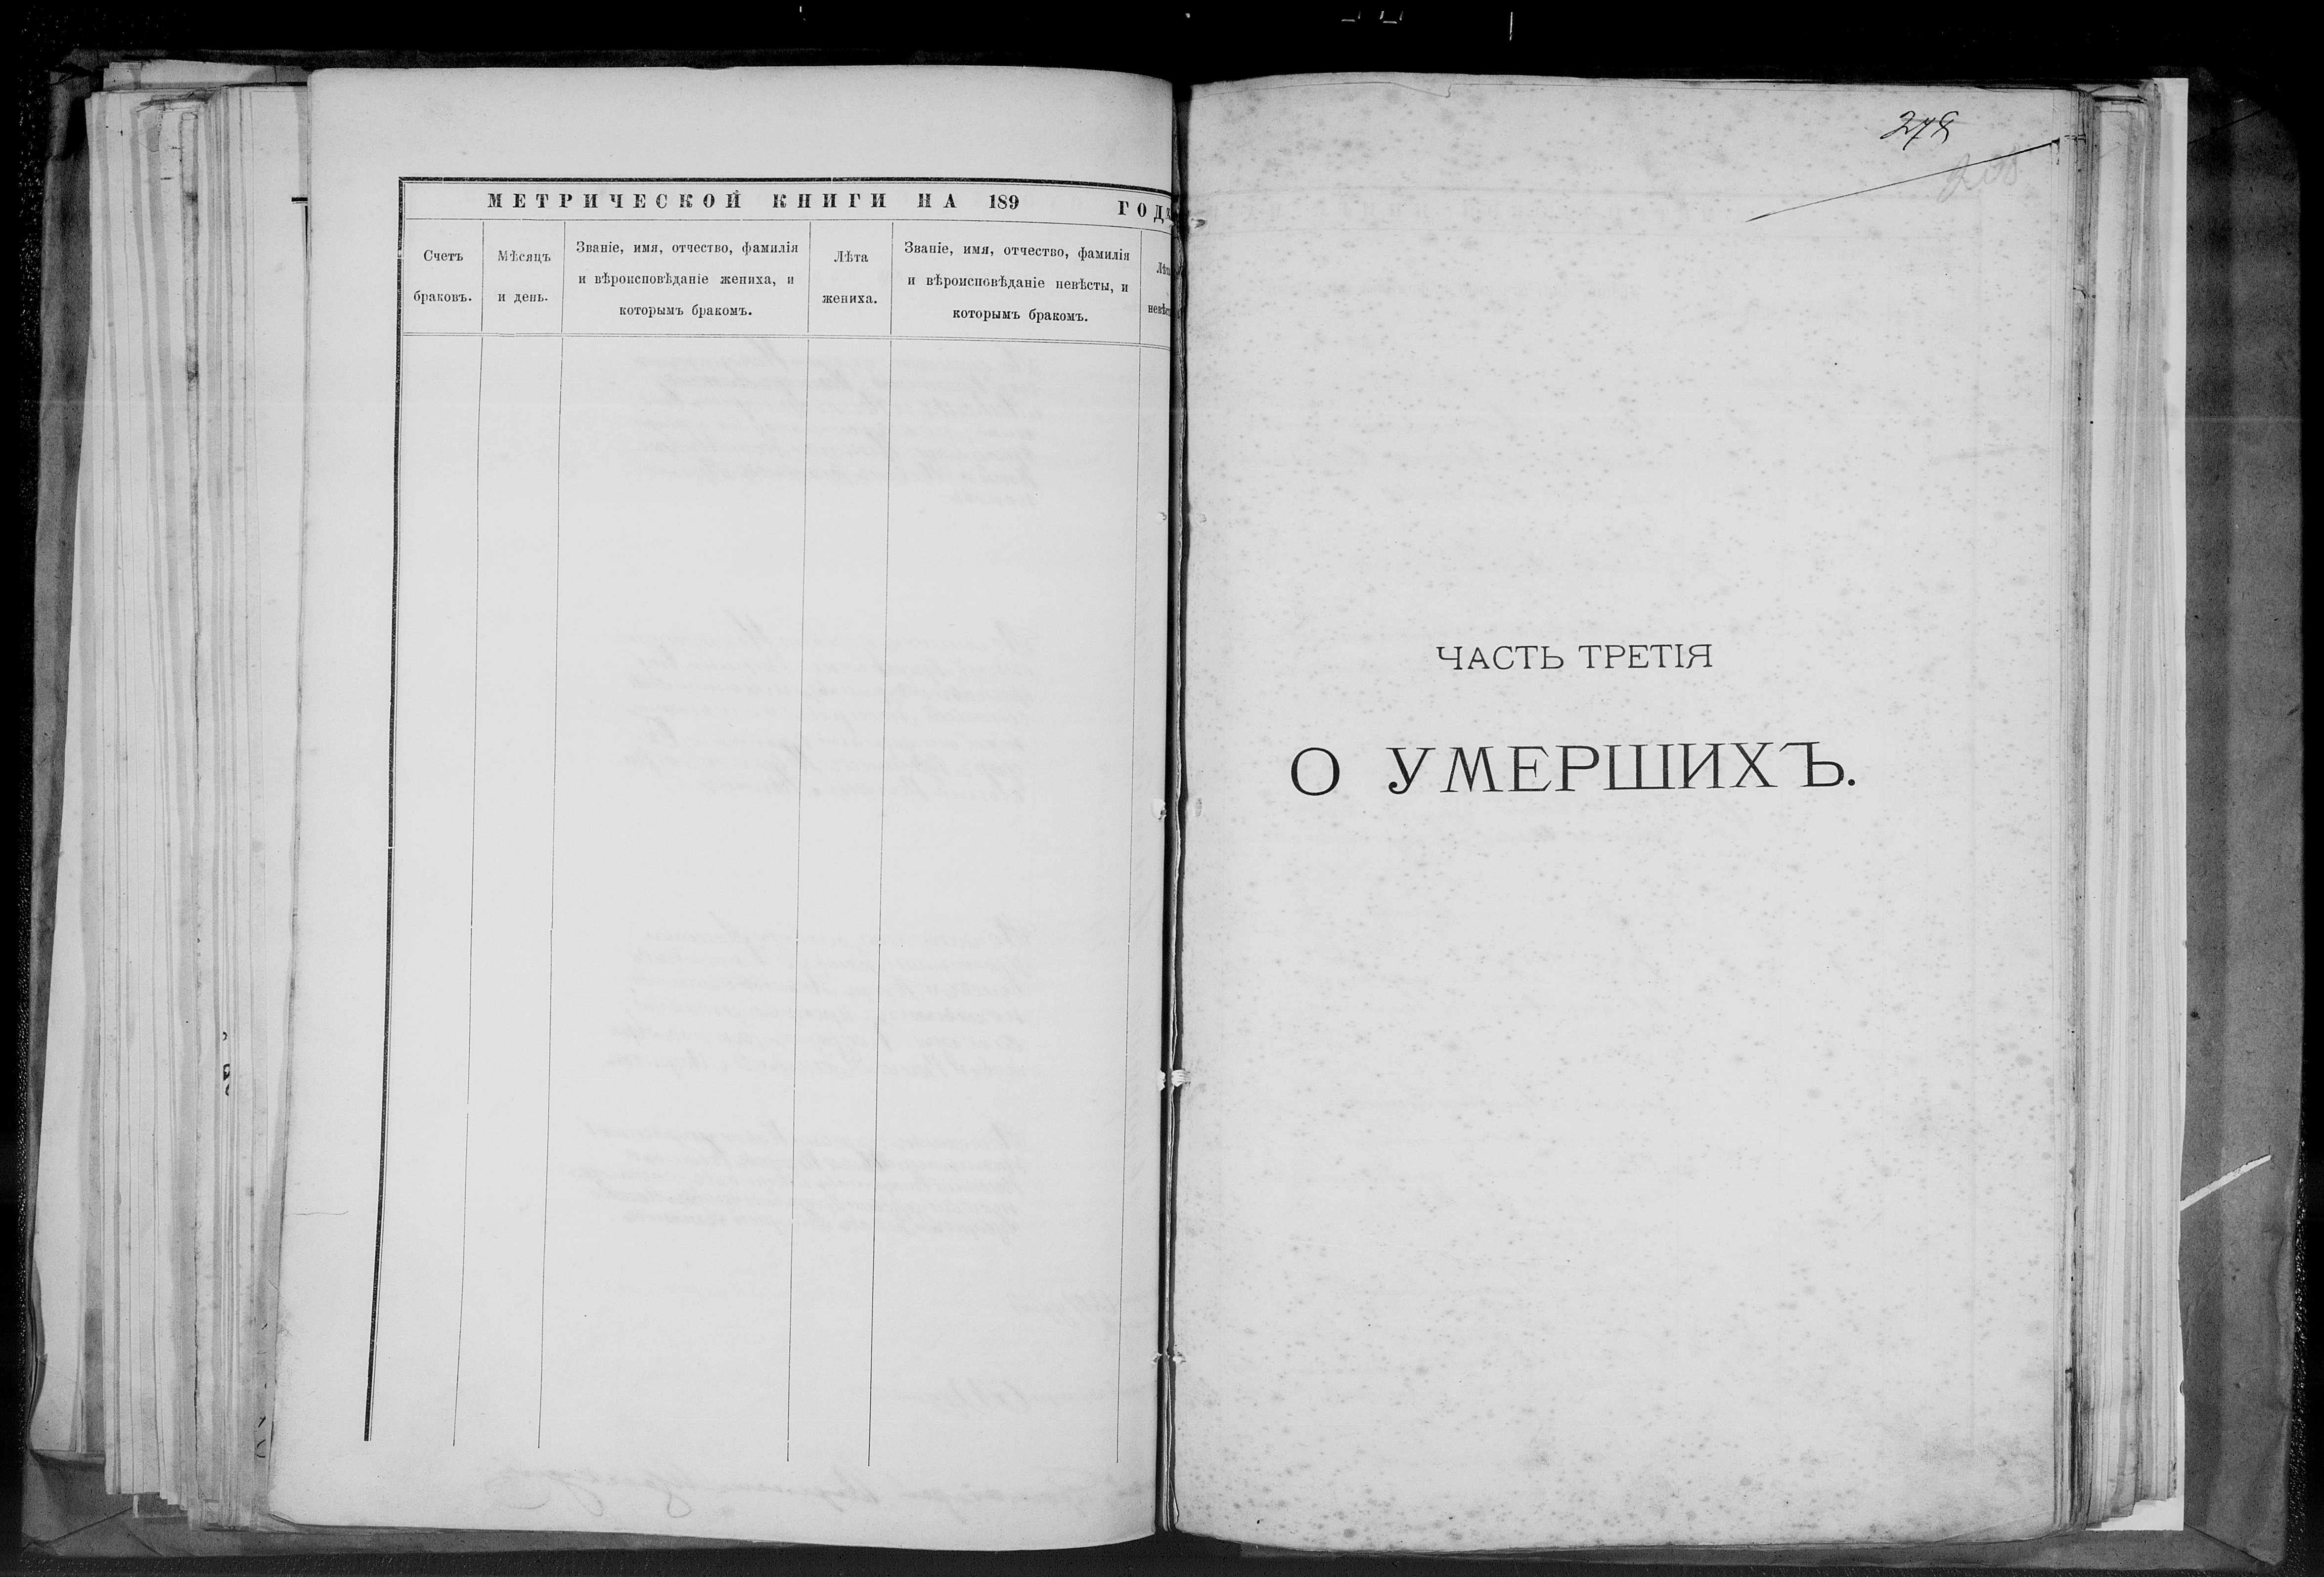 МЕТРИЧЕСКОЙ КНИГИ НА 189 ГОД
Счетъ
браковъ.
Мѣсяцъ
и день.
Званіе, имя, отчество, фамилія
и вѣроисповѣданіе жениха, и
которымъ бракомъ.
Лѣта
жениха.
Званіе, имя, отчество, фамилія
и вѣроисповѣданіе невѣсты, и
которымъ бракомъ.
ЧАСТЬ ТРЕТІЯ
О УМЕРШИХЪ.